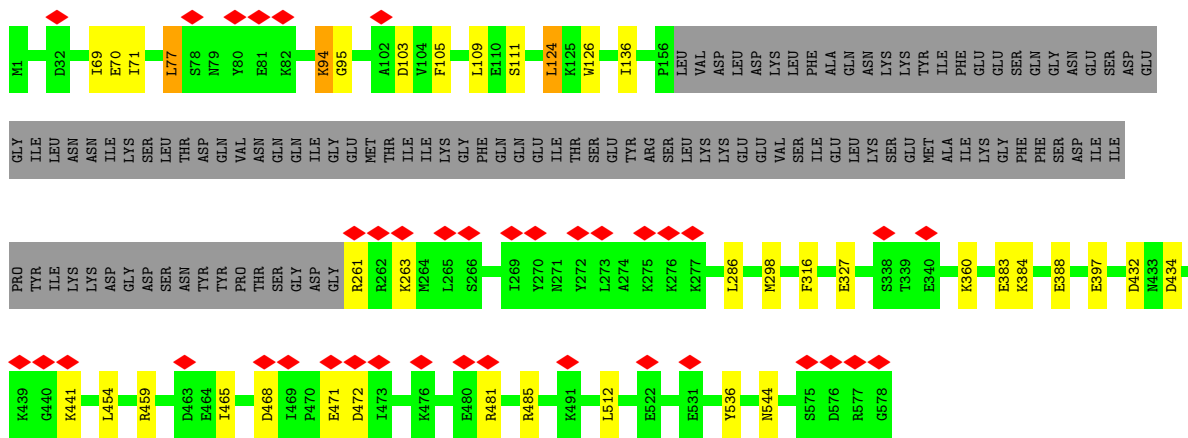 M1 D32 I69 E70 I71 L77 S78 N79 Y80 E81 K82 K94 G95 A102 D103 V104 F105 L109 E110 S111 L124 K125 W126 I136 P156 LEU VAL ASP LEU ASP LYS LEU PHE ALA GLN ASN LYS LYS TYR ILE PHE GLU GLU SER GLN GLY ASN GLU SER ASP GLU
GLY ILE LEU ASN ASN ILE LYS SER LEU THR ASP GLN VAL ASN GLN GLN ILE GLY GLU MET THR ILE ILE LYS GLY PHE GLN GLN GLU ILE THR SER GLU TYR ARG SER LEU LYS LYS GLU GLU VAL SER ILE GLU LEU LYS SER GLU MET ALA ILE LYS GLY PHE PHE SER ASP ILE ILE
PRO TYR ILE LYS LYS ASP GLY ASP SER ASN TYR TYR PRO THR SER GLY ASP GLY R261 R262 K263 M264 L265 S266 I269 Y270 N271 Y272 L273 A274 K275 K276 K277 L286 M298 F316 E327 S338 T339 E340 K360 E383 K384 E388 E397 D432 N433 D434
K439 G440 K441 L454 R459 D463 E464 I465 D468 I469 P470 E471 D472 I473 K476 E480 R481 R485 K491 L512 E522 E531 Y536 N544 S575 D576 R577 G578